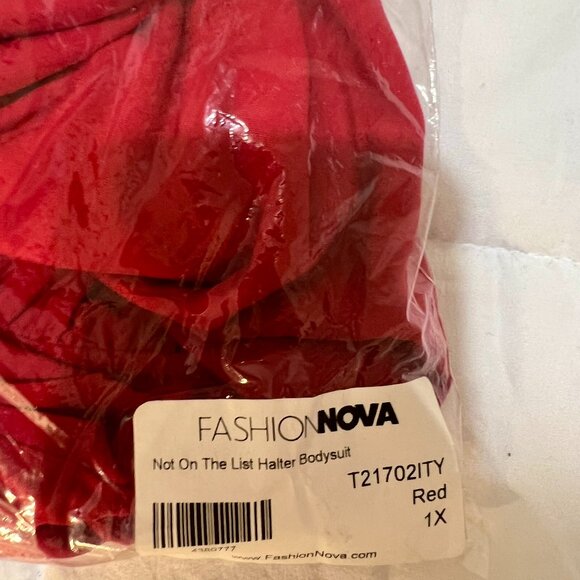 FASHIONNOVA
Not On The List Halter Bodysuit
T21702ITY
Red
1X
www.FashionNova.com